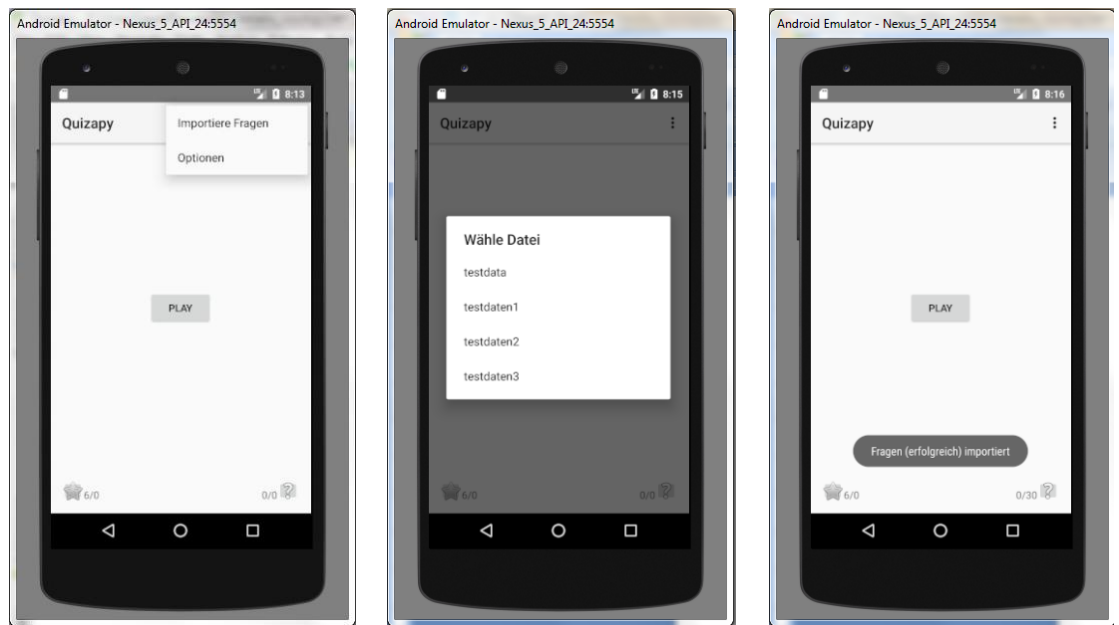 Android Emulator - Nexus_5_API_24:5554
8:13
Quizapy
Importiere Fragen
Optionen
PLAY
6/0
0/0
Android Emulator - Nexus_5_API_24:5554
8:15
Quizapy
Wähle Datei
testdata
testdaten1
testdaten2
testdaten3
6/0
0/0
Android Emulator - Nexus_5_API_24:5554
8:16
Quizapy
PLAY
Fragen (erfolgreich) importiert
6/0
0/30